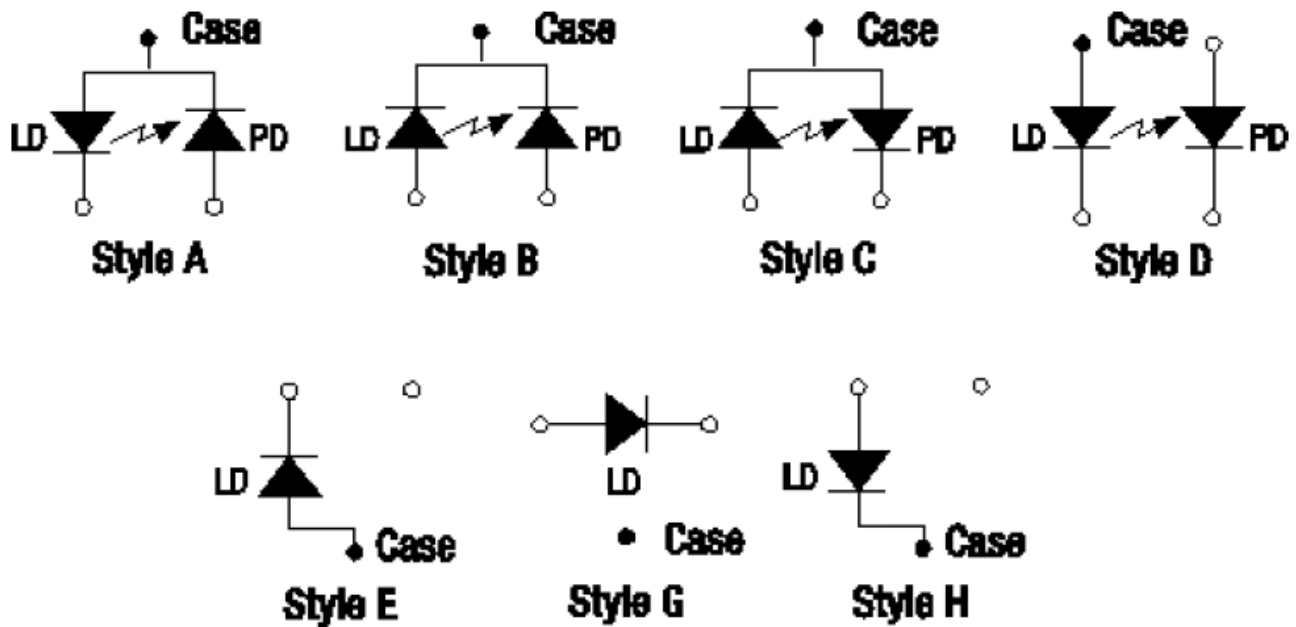 Case Case Case Case
LD PD LD PD LD PD LD PD
Style A Style B Style C Style D
LD LD LD
Case Case Case
Style E Style G Style H